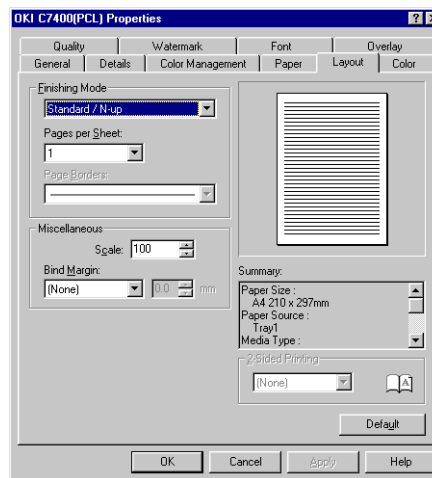 OKI C7400(PCL) Properties
Quality Watermark Font Overlay
General Details Color Management Paper Layout Color
Finishing Mode
Standard / N-up
Pages per Sheet:
1
Page Borders:
Miscellaneous
Scale: 100
Bind Margin:
(None) 0.0 mm
Summary:
Paper Size :
A4 210 x 297mm
Paper Source :
Tray1
Media Type :
2-Sided Printing
(None) A
Default
OK Cancel Apply Help